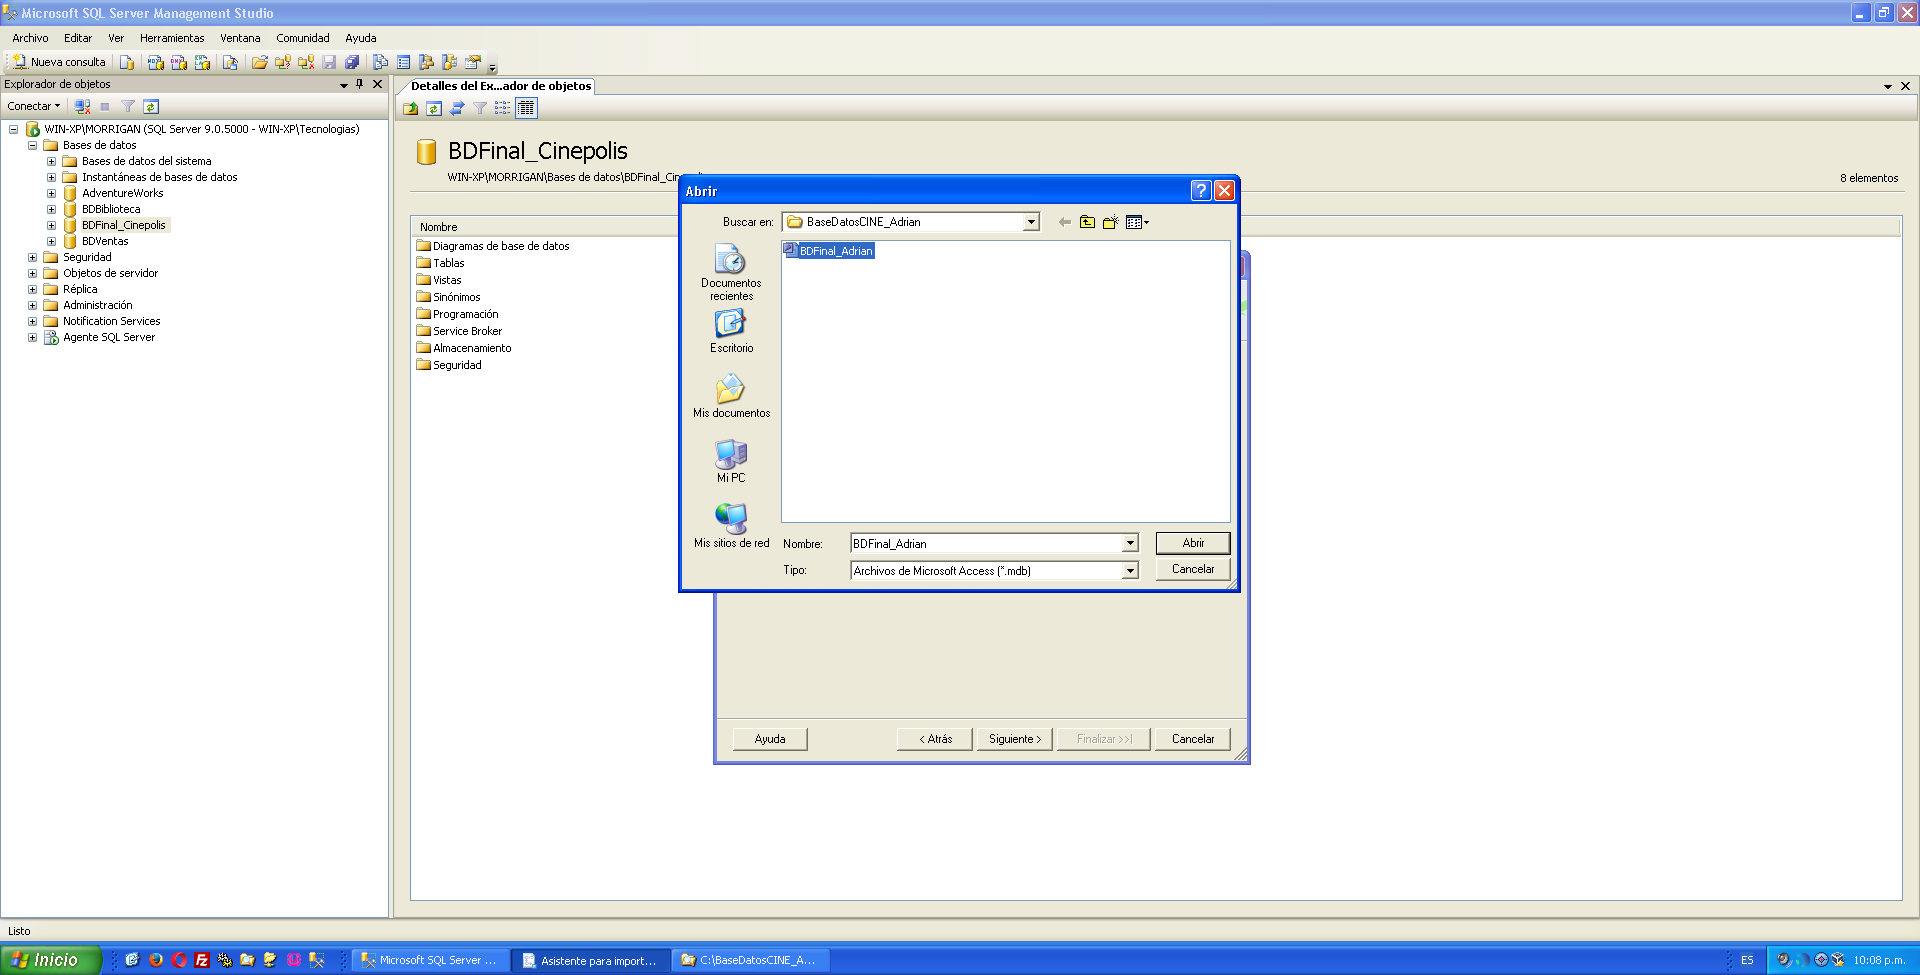 Microsoft SQL Server Management Studio
Archivo Editar Ver Herramientas Ventana Comunidad Ayuda
Nueva consulta
Explorador de objetos
Conectar
WIN-XP\MORRIGAN (SQL Server 9.0.5000 - WIN-XP\Tecnologias)
Bases de datos
Bases de datos del sistema
Instantáneas de bases de datos
AdventureWorks
BDBiblioteca
BDFinal_Cinepolis
BDVentas
Seguridad
Objetos de servidor
Réplica
Administración
Notification Services
Agente SQL Server
Detalles del Ex...ador de objetos
BDFinal_Cinepolis
WIN-XP\MORRIGAN\Bases de datos\BDFinal_Cin
8 elementos
Nombre
Diagramas de base de datos
Tablas
Vistas
Sinónimos
Programación
Service Broker
Almacenamiento
Seguridad
Abrir
Buscar en: BaseDatosCINE_Adrian
BDFinal_Adrian
Documentos
recientes
Escritorio
Mis documentos
Mi PC
Mis sitios de red
Nombre: BDFinal_Adrian Abrir
Tipo: Archivos de Microsoft Access (*.mdb) Cancelar
Ayuda < Atrás Siguiente > Finalizar >>| Cancelar
Listo
Inicio Microsoft SQL Server ... Asistente para import... C:\BaseDatosCINE_A... ES 10:08 p.m.